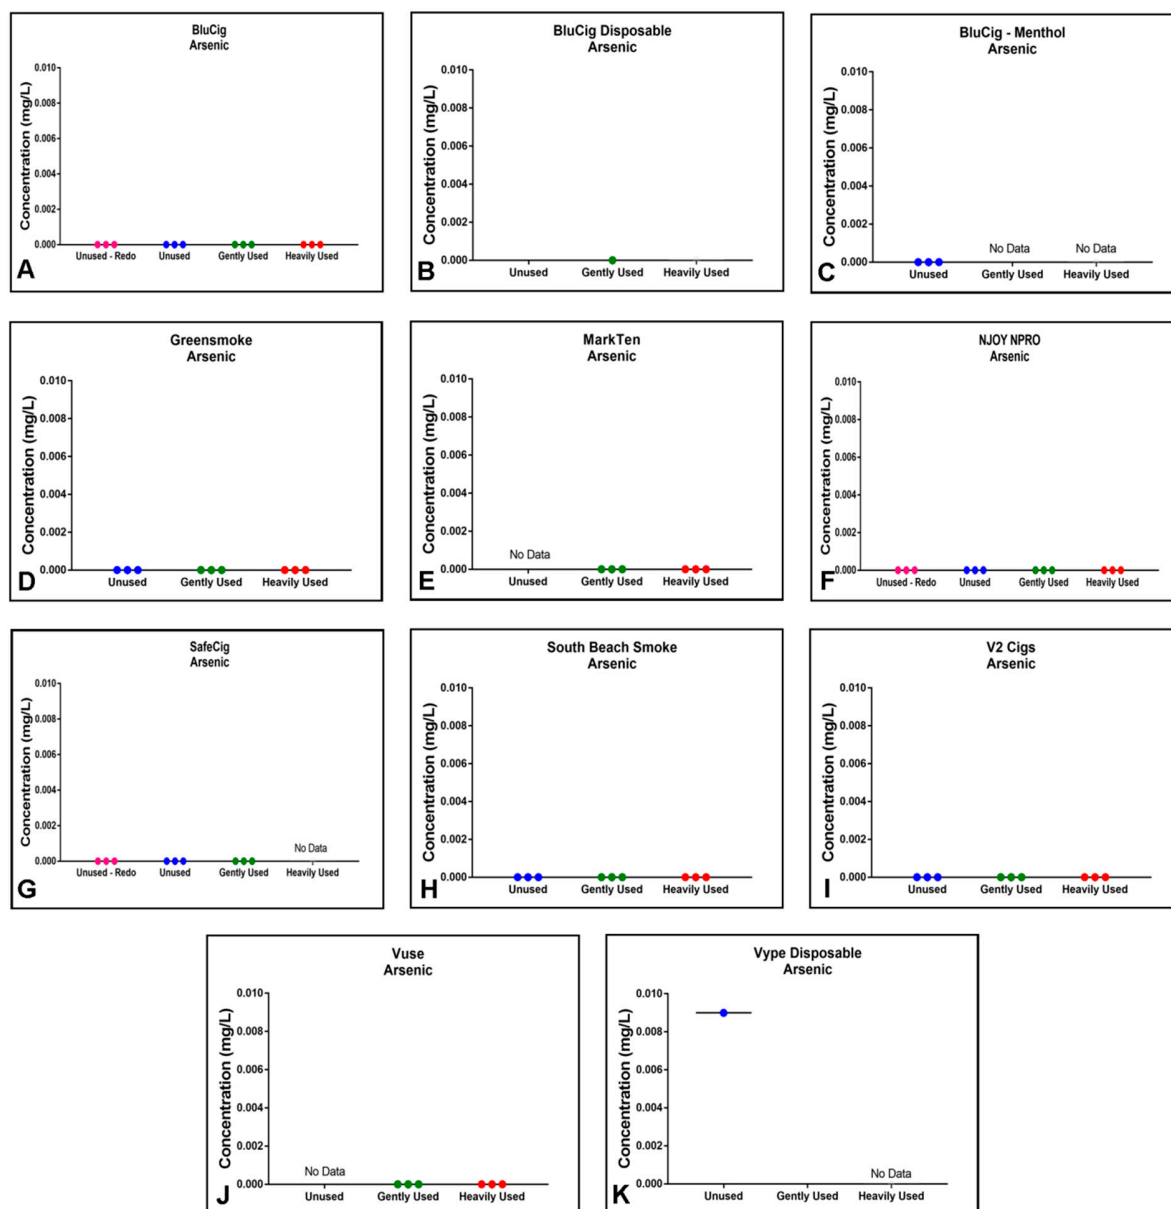 BluCig
Arsenic
Concentration (mg/L)
0.010
0.008
0.006
0.004
0.002
0.000
Unused - Redo Unused Gently Used Heavily Used
A
BluCig Disposable
Arsenic
Concentration (mg/L)
0.010
0.008
0.006
0.004
0.002
0.000
Unused Gently Used Heavily Used
B
BluCig - Menthol
Arsenic
Concentration (mg/L)
0.010
0.008
0.006
0.004
0.002
No Data No Data
0.000
Unused Gently Used Heavily Used
C
Greensmoke
Arsenic
Concentration (mg/L)
0.010
0.008
0.006
0.004
0.002
0.000
Unused Gently Used Heavily Used
D
MarkTen
Arsenic
Concentration (mg/L)
0.010
0.008
0.006
0.004
0.002
No Data
0.000
Unused Gently Used Heavily Used
E
NJOY NPRO
Arsenic
Concentration (mg/L)
0.010
0.008
0.006
0.004
0.002
0.000
Unused - Redo Unused Gently Used Heavily Used
F
SafeCig
Arsenic
Concentration (mg/L)
0.010
0.008
0.006
0.004
0.002
No Data
0.000
Unused - Redo Unused Gently Used Heavily Used
G
South Beach Smoke
Arsenic
Concentration (mg/L)
0.010
0.008
0.006
0.004
0.002
0.000
Unused Gently Used Heavily Used
H
V2 Cigs
Arsenic
Concentration (mg/L)
0.010
0.008
0.006
0.004
0.002
0.000
Unused Gently Used Heavily Used
I
Vuse
Arsenic
Concentration (mg/L)
0.010
0.008
0.006
0.004
0.002
No Data
0.000
Unused Gently Used Heavily Used
J
Vype Disposable
Arsenic
Concentration (mg/L)
0.010
0.008
0.006
0.004
0.002
No Data
0.000
Unused Gently Used Heavily Used
K